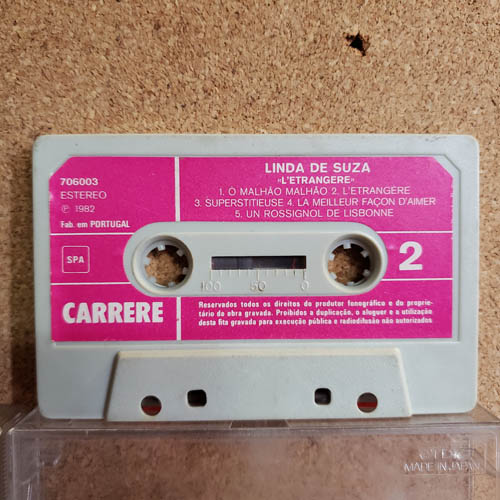 706003
ESTEREO
℗ 1982
Fab. em PORTUGAL
SPA
CARRERE
LINDA DE SUZA
«L'ETRANGERE»
1. O MALHÃO MALHÃO 2. L'ETRANGÈRE
3. SUPERSTITIEUSE 4. LA MEILLEUR FAÇON D'AIMER
5. UN ROSSIGNOL DE LISBONNE
2
100 50 0
Reservados todos os direitos do produtor fonográfico e do proprie-
tário da obra gravada. Proibidos a duplicação, o aluguer e a utilização
desta fita gravada para execução pública e radiodifusão não autorizados
MADE IN JAPAN